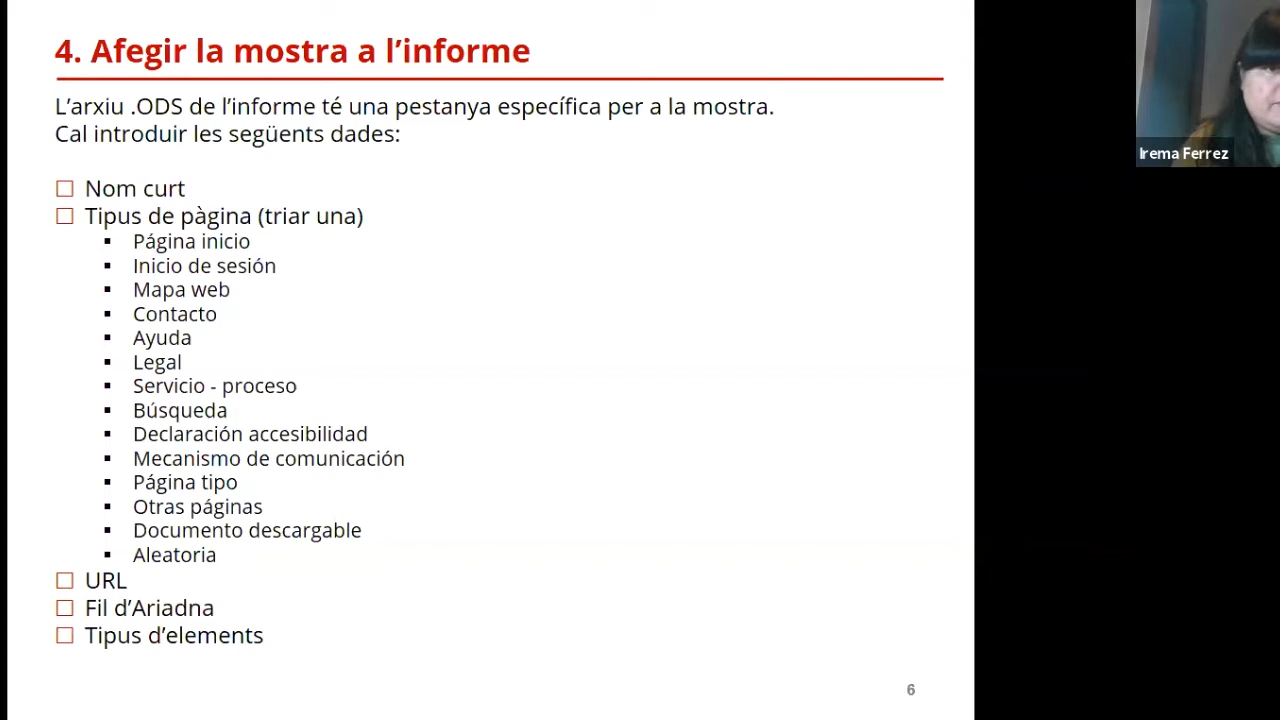 4. Afegir la mostra a l’informe
L’arxiu .ODS de l’informe té una pestanya específica per a la mostra.
Cal introduir les següents dades:
Nom curt
Tipus de pàgina (triar una)
Página inicio
Inicio de sesión
Mapa web
Contacto
Ayuda
Legal
Servicio - proceso
Búsqueda
Declaración accesibilidad
Mecanismo de comunicación
Página tipo
Otras páginas
Documento descargable
Aleatoria
URL
Fil d’Ariadna
Tipus d’elements
6
Irema Ferrez